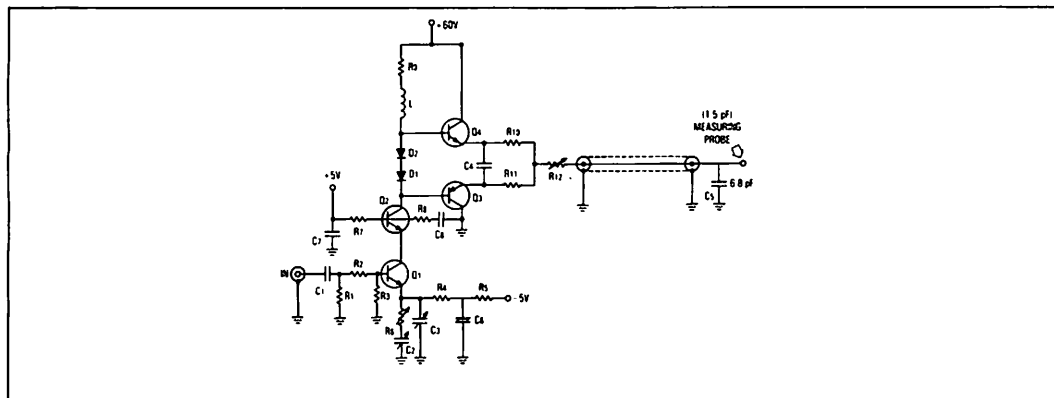 +60V
R9
L
Q4
R10
(1.5 pF)
MEASURING
PROBE
D2
C4
R12
D1
R11
6.8 pF
C5
+5V
Q2
R8
Q3
R7
C8
C7
IN
R2
Q1
C1
R1
R3
R4
R5
-5V
R6
C3
C6
C2